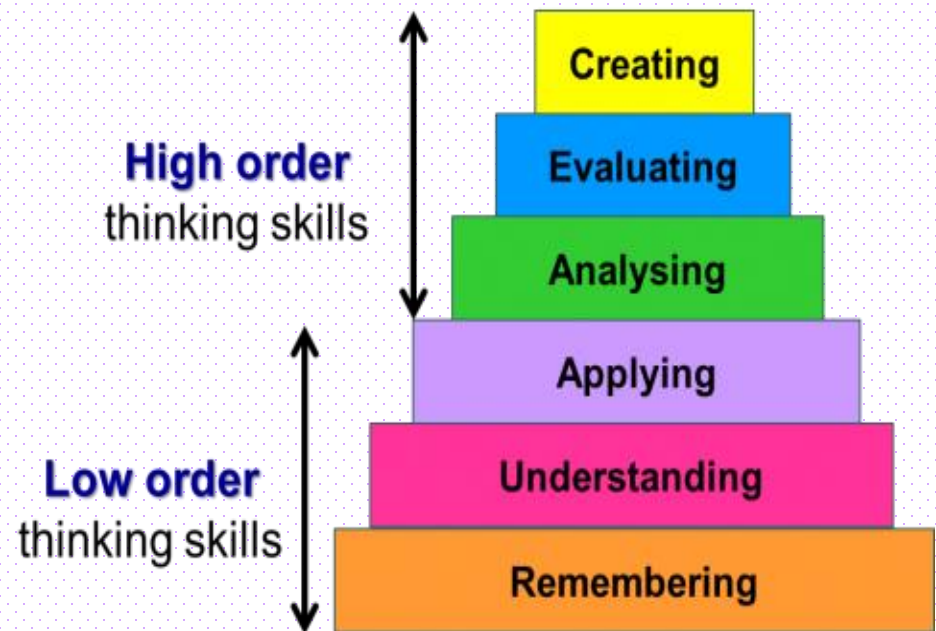 Creating
Evaluating
High order
thinking skills
Analysing
Applying
Understanding
Low order
thinking skills
Remembering